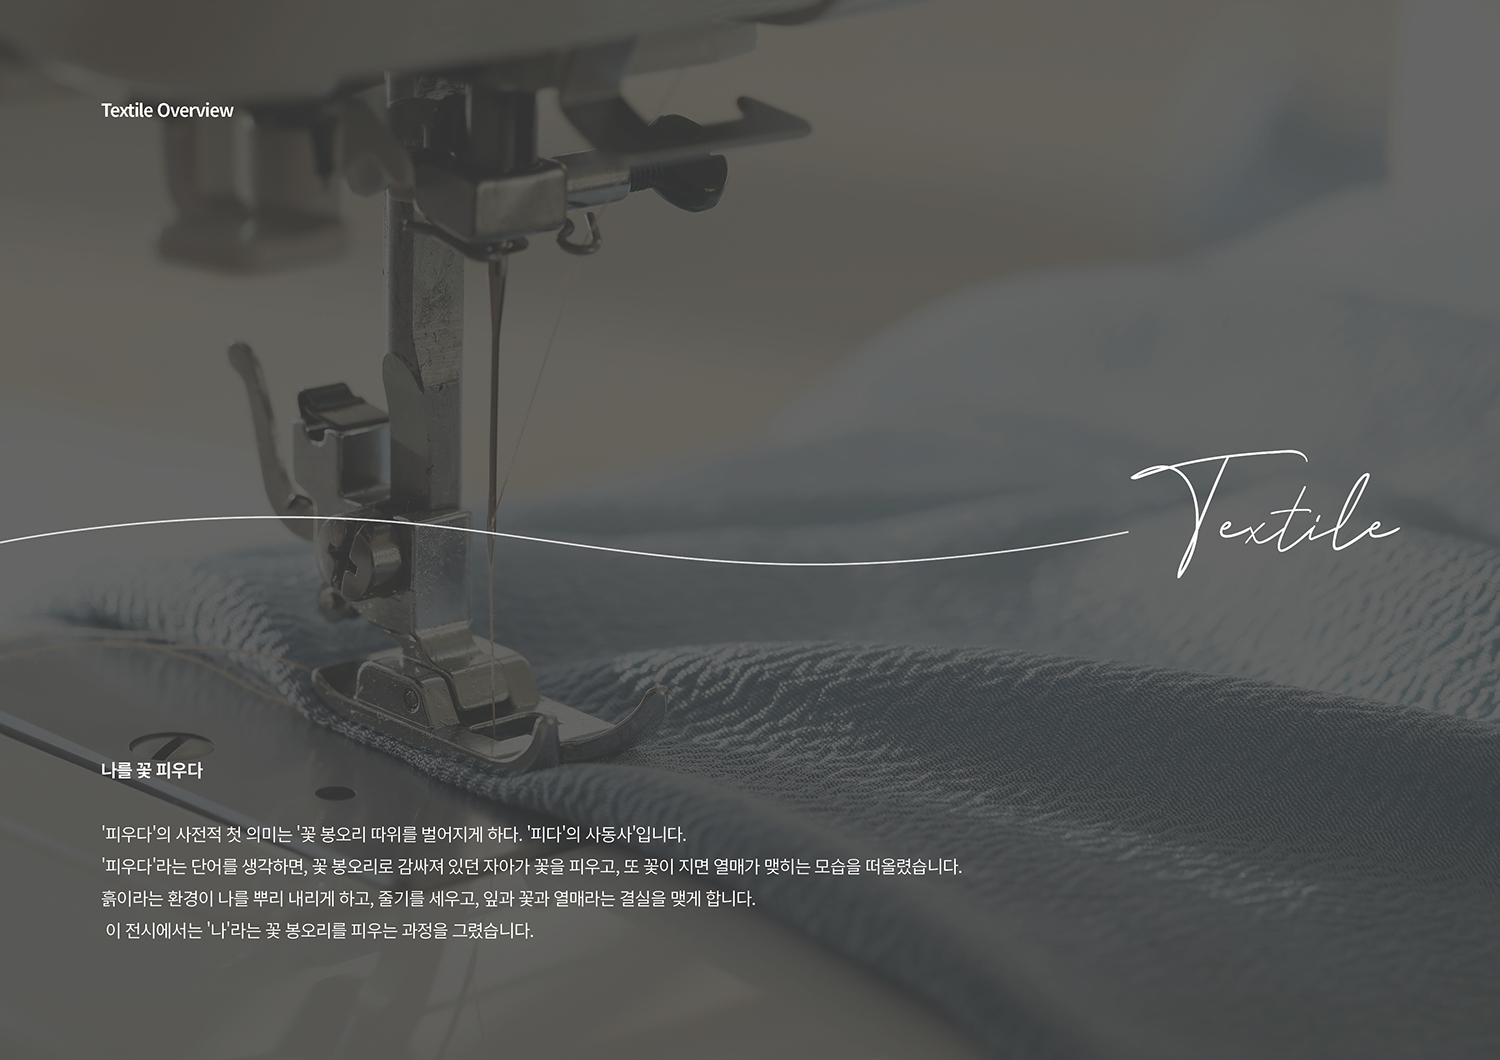 Textile Overview
Textile
나를 꽃 피우다
'피우다'의 사전적 첫 의미는 '꽃 봉오리 따위를 벌어지게 하다. '피다'의 사동사'입니다.
'피우다'라는 단어를 생각하면, 꽃 봉오리로 감싸져 있던 자아가 꽃을 피우고, 또 꽃이 지면 열매가 맺히는 모습을 떠올렸습니다.
흙이라는 환경이 나를 뿌리 내리게 하고, 줄기를 세우고, 잎과 꽃과 열매라는 결실을 맺게 합니다.
이 전시에서는 '나'라는 꽃 봉오리를 피우는 과정을 그렸습니다.